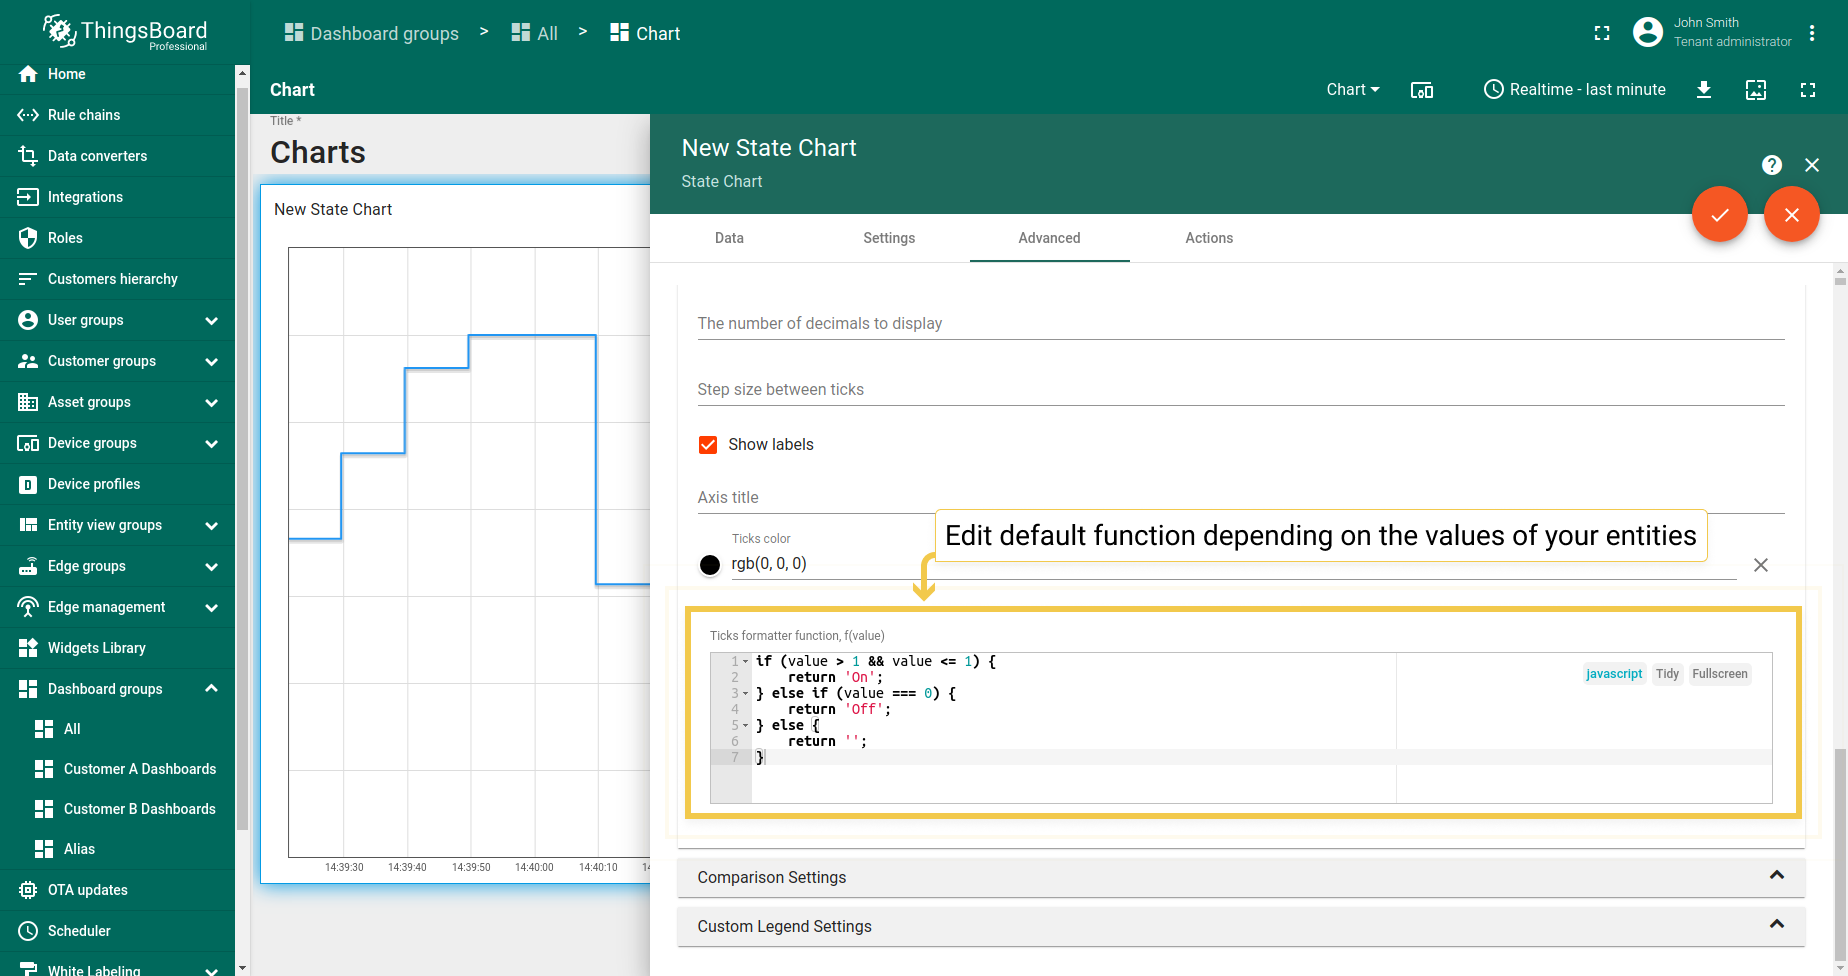 ThingsBoard
Professional
Dashboard groups > All > Chart
John Smith
Tenant administrator
Home
Rule chains
Data converters
Integrations
Roles
Customers hierarchy
User groups
Customer groups
Asset groups
Device groups
Device profiles
Entity view groups
Edge groups
Edge management
Widgets Library
Dashboard groups
All
Customer A Dashboards
Customer B Dashboards
Alias
OTA updates
Scheduler
White Labeling
Chart
Chart
Realtime - last minute
Title *
Charts
New State Chart
14:39:30 14:39:40 14:39:50 14:40:00 14:40:10 14
New State Chart
State Chart
Data Settings Advanced Actions
The number of decimals to display
Step size between ticks
Show labels
Axis title
Edit default function depending on the values of your entities
Ticks color
rgb(0, 0, 0)
Ticks formatter function, f(value)
javascript Tidy Fullscreen
1 if (value > 1 && value <= 1) {
2 return 'On';
3 } else if (value === 0) {
4 return 'Off';
5 } else {
6 return '';
7 }
Comparison Settings
Custom Legend Settings